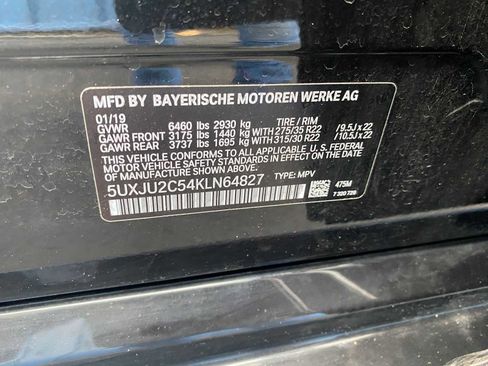 MFD BY BAYERISCHE MOTOREN WERKE AG
01/19 TIRE / RIM
GVWR 6460 lbs 2930 kg
GAWR FRONT 3175 lbs 1440 kg WITH 275/35 R22 /9.5J x 22
GAWR REAR 3737 lbs 1695 kg WITH 315/30 R22 /10.5J x 22
THIS VEHICLE CONFORMS TO ALL APPLICABLE U.S. FEDERAL
MOTOR VEHICLE SAFETY STANDARDS IN EFFECT ON THE
DATE OF MANUFACTURE SHOWN ABOVE.
5UXJU2C54KLN64827 TYPE: MPV
475M
7 320 726